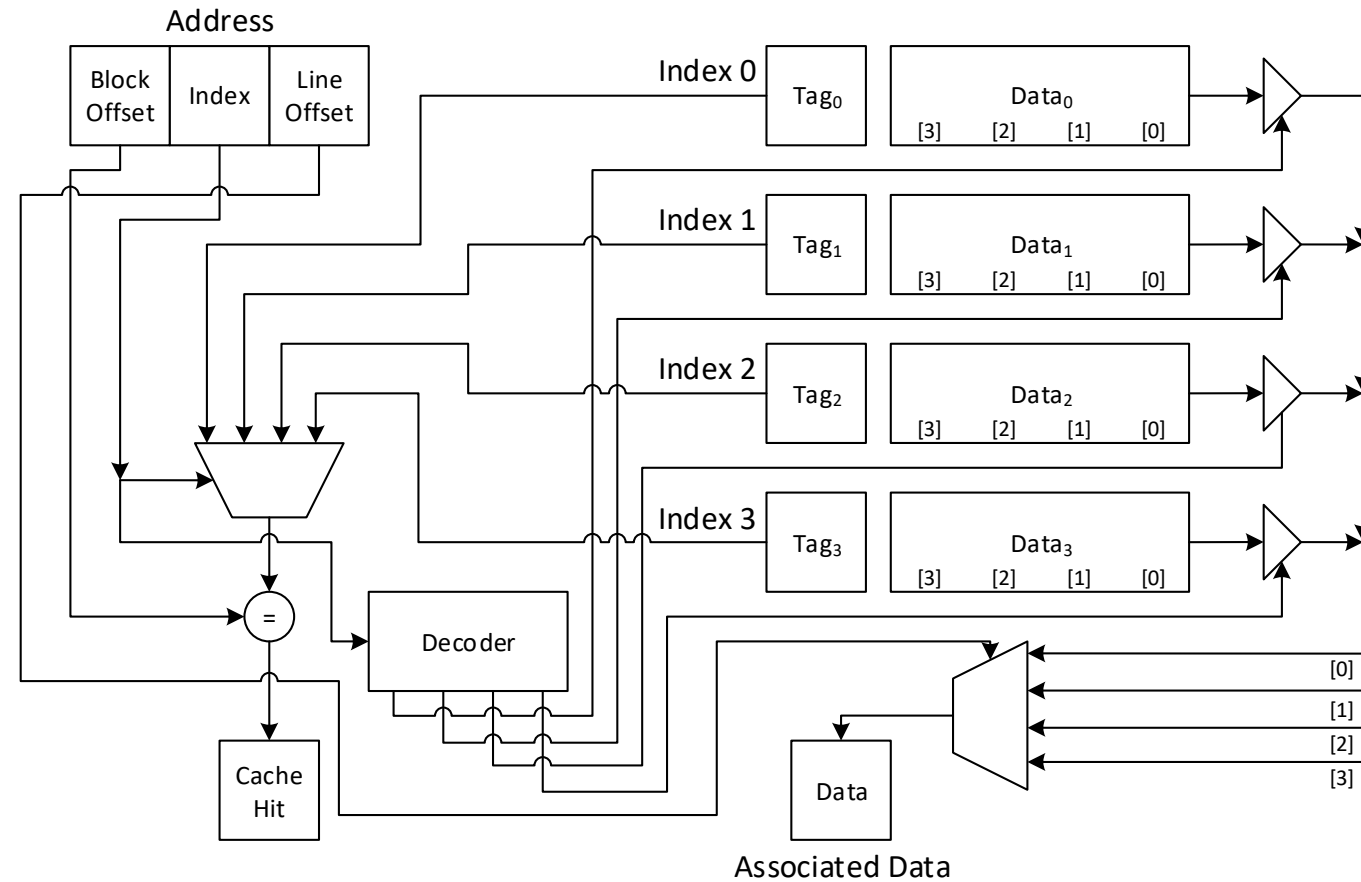 Address
Block
Offset
Index
Line
Offset
Index 0
Tag₀
Data₀
[3] [2] [1] [0]
Index 1
Tag₁
Data₁
[3] [2] [1] [0]
Index 2
Tag₂
Data₂
[3] [2] [1] [0]
Index 3
Tag₃
Data₃
[3] [2] [1] [0]
=
Decoder
[0]
[1]
[2]
[3]
Cache
Hit
Data
Associated Data